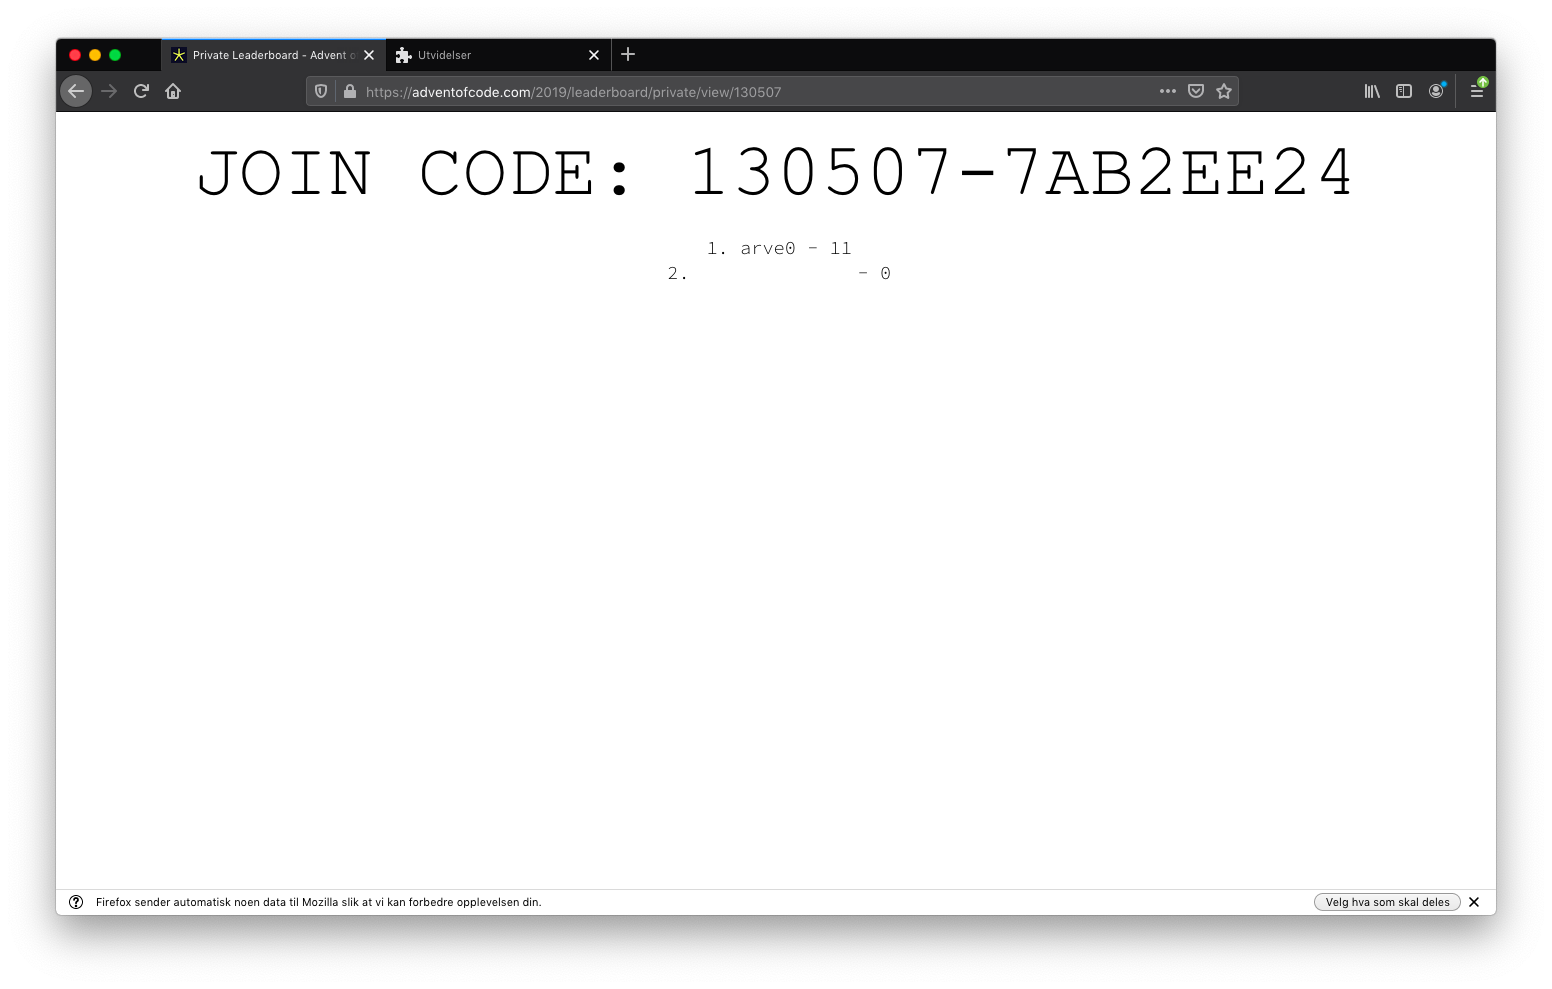 Private Leaderboard - Advent o
Utvidelser
https://adventofcode.com/2019/leaderboard/private/view/130507
JOIN CODE: 130507-7AB2EE24
1. arve0 - 11
2. - 0
Firefox sender automatisk noen data til Mozilla slik at vi kan forbedre opplevelsen din.
Velg hva som skal deles